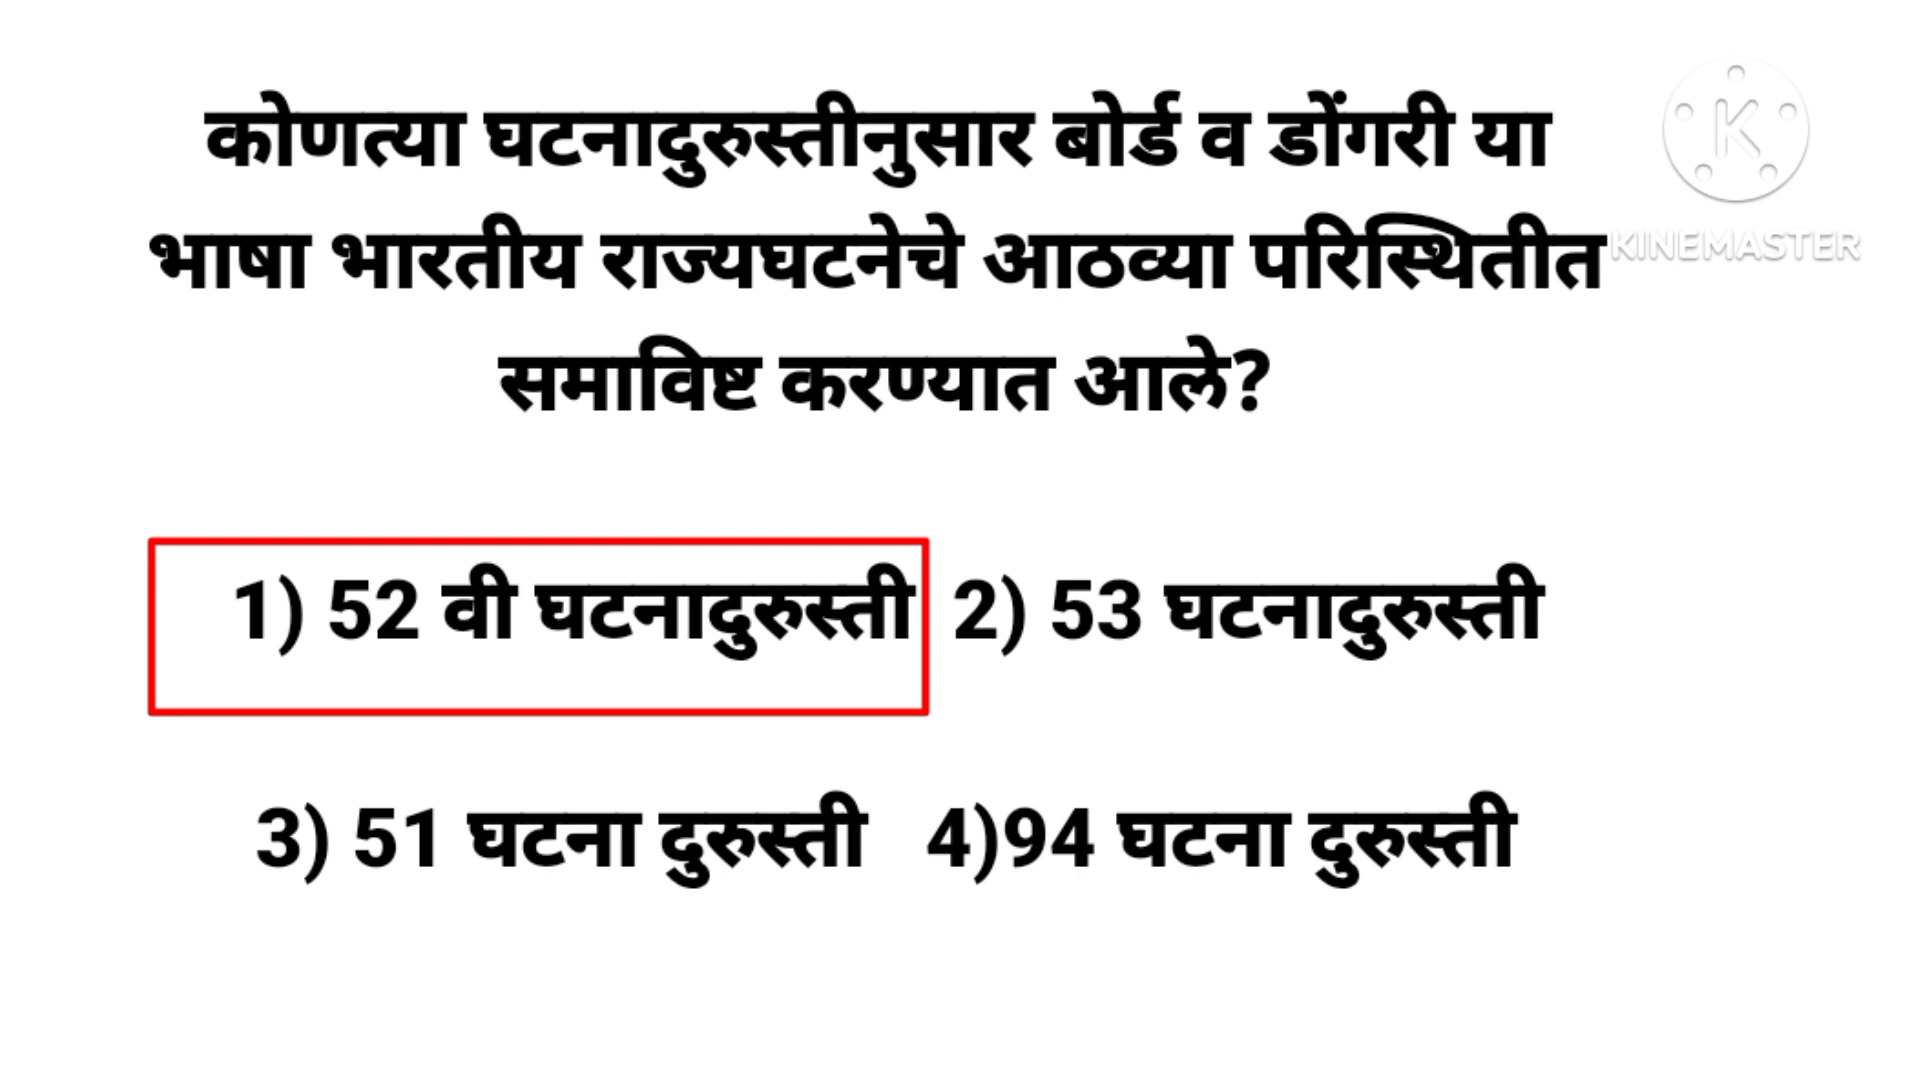 कोणत्या घटनादुरुस्तीनुसार बोर्ड व डोंगरी या
भाषा भारतीय राज्यघटनेचे आठव्या परिस्थितीत
समाविष्ट करण्यात आले?
1) 52 वी घटनादुरुस्ती 2) 53 घटनादुरुस्ती
3) 51 घटना दुरुस्ती 4)94 घटना दुरुस्ती
K
KINEMASTER